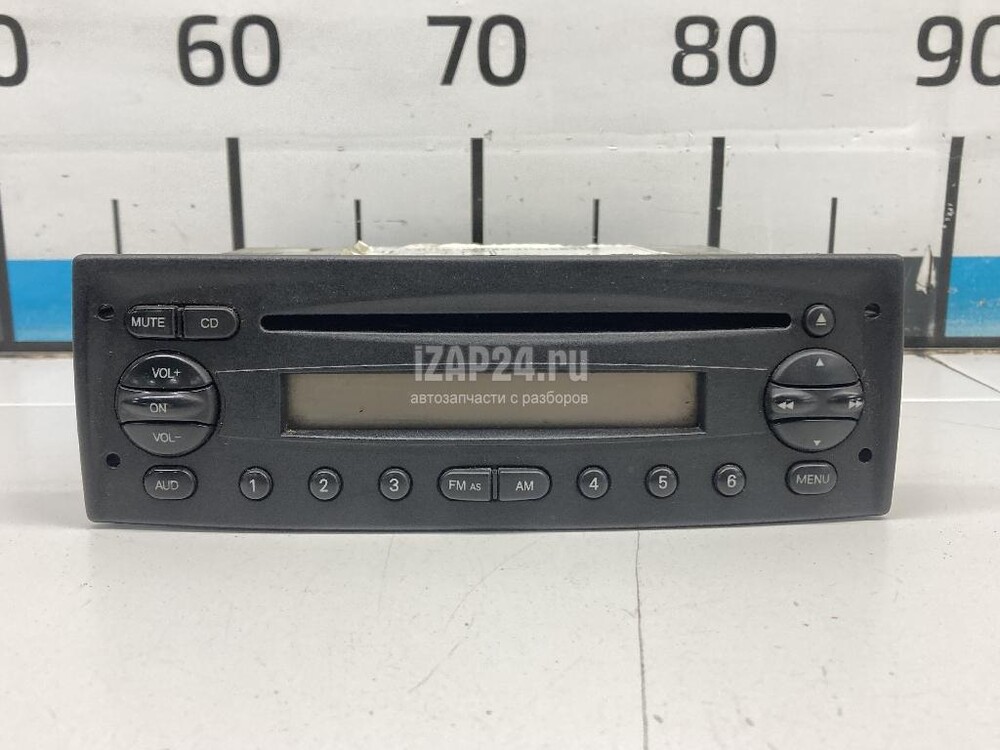 0 60 70 80 90
MUTE CD
VOL+
ON
VOL-
iZAP24.ru
автозапчасти с разборов
AUD 1 2 3 FM AS AM 4 5 6 MENU